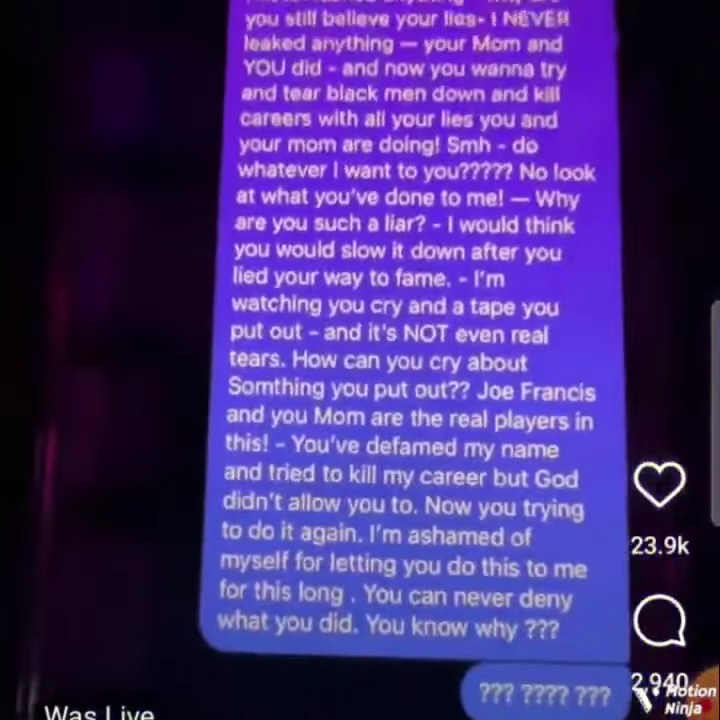 you still believe your lies- I NEVER
leaked anything — your Mom and
YOU did - and now you wanna try
and tear black men down and kill
careers with all your lies you and
your mom are doing! Smh - do
whatever I want to you????? No look
at what you've done to me! — Why
are you such a liar? - I would think
you would slow it down after you
lied your way to fame. - I'm
watching you cry and a tape you
put out - and it's NOT even real
tears. How can you cry about
Somthing you put out?? Joe Francis
and you Mom are the real players in
this! - You've defamed my name
and tried to kill my career but God
didn't allow you to. Now you trying
to do it again. I'm ashamed of
myself for letting you do this to me
for this long . You can never deny
what you did. You know why ???
??? ???? ???
23.9k
2,940
Was Live
Motion
Ninja